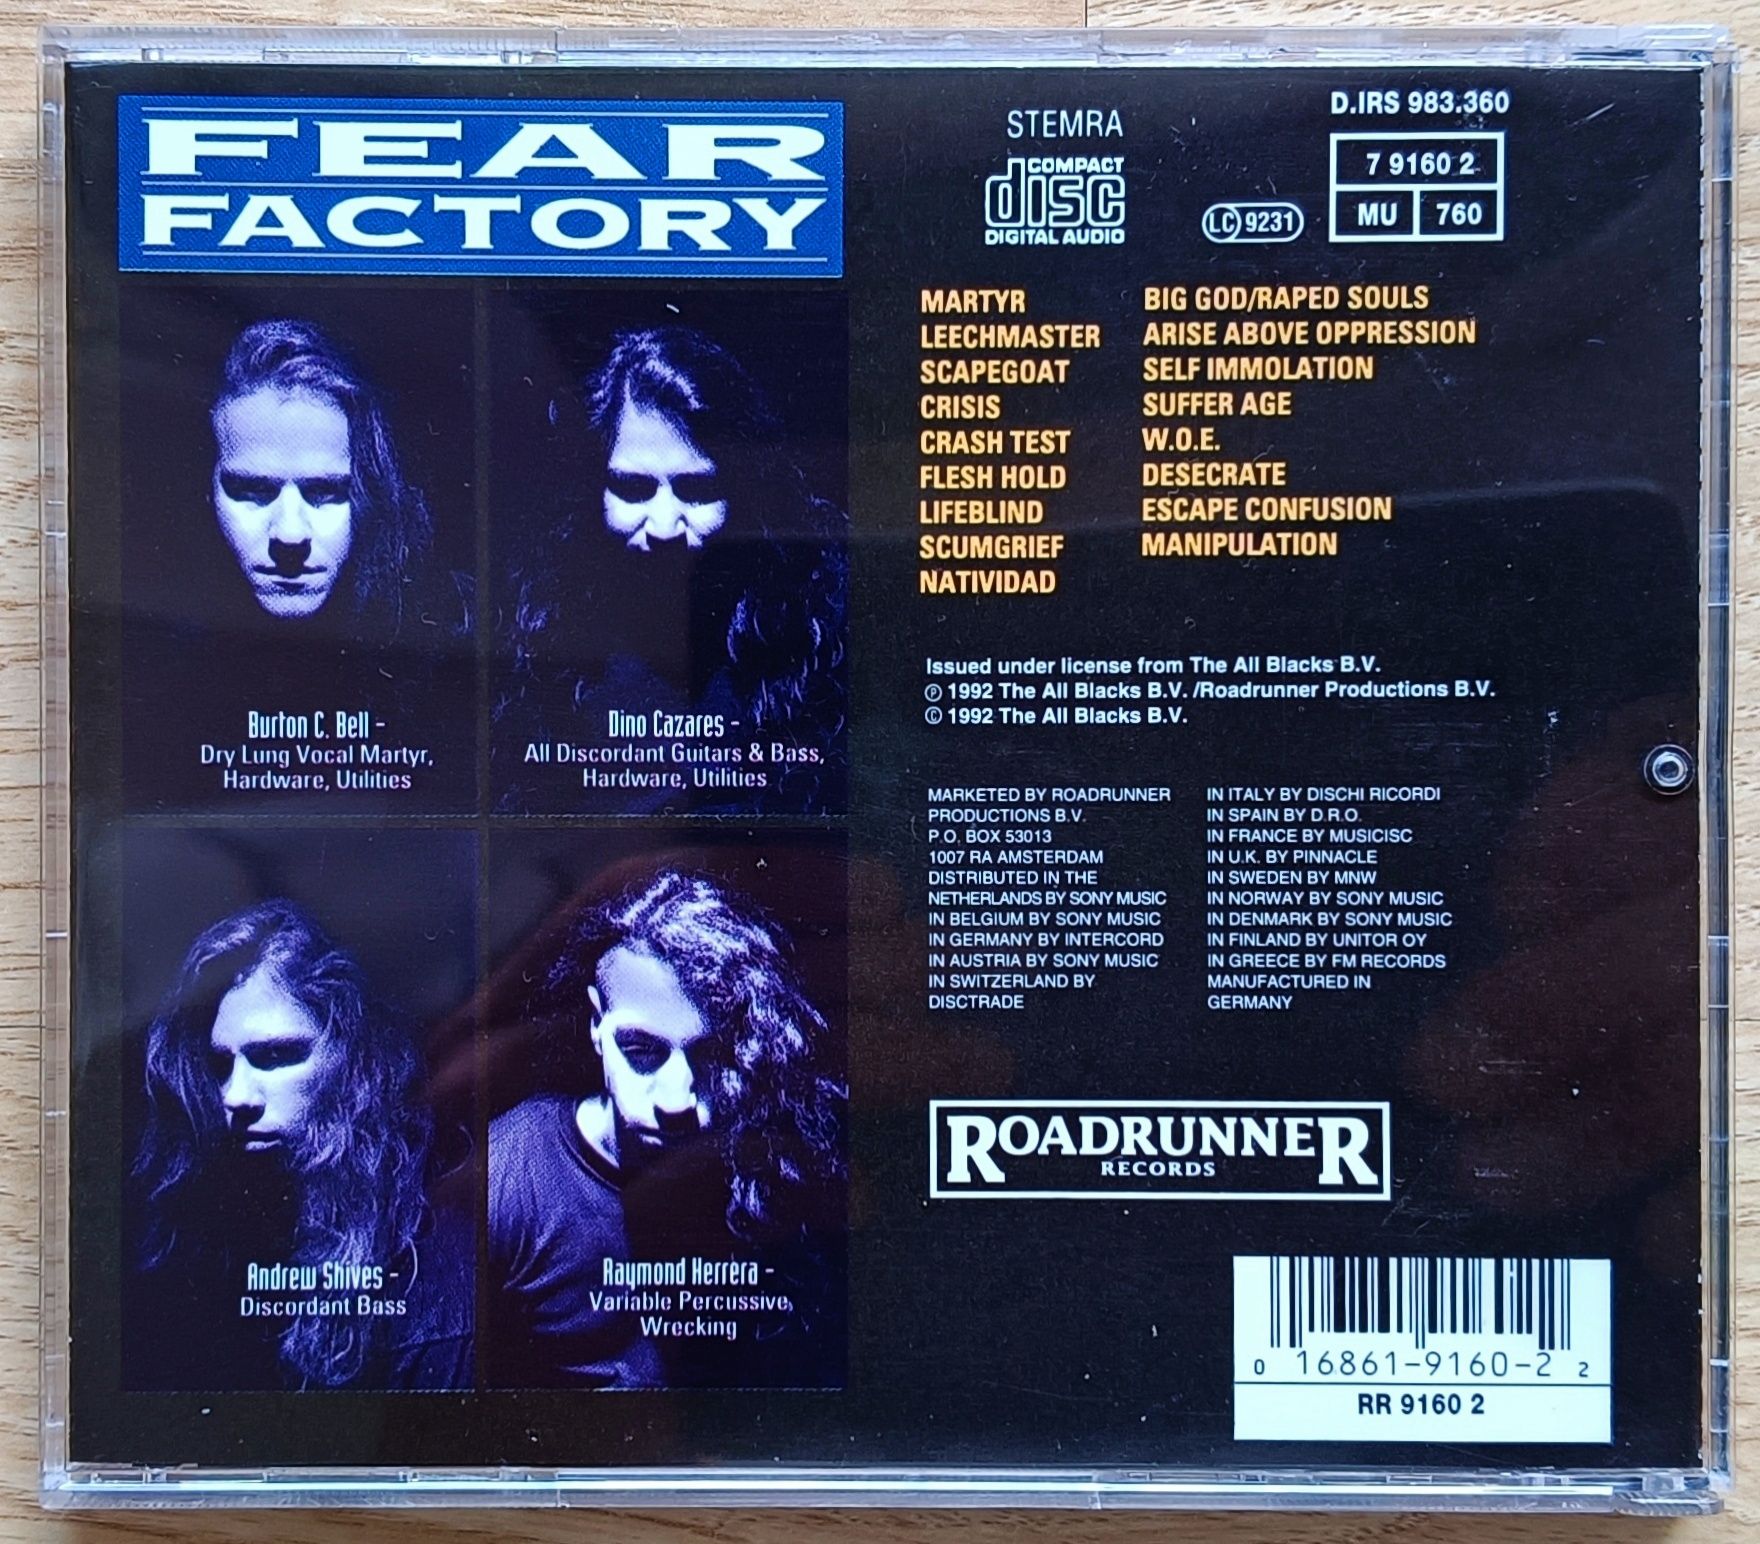 FEAR
FACTORY
Burton C. Bell -
Dry Lung Vocal Martyr,
Hardware, Utilities
Dino Cazares -
All Discordant Guitars & Bass,
Hardware, Utilities
Andrew Shives -
Discordant Bass
Raymond Herrera -
Variable Percussive,
Wrecking
STEMRA
COMPACT
disc
DIGITAL AUDIO
LC 9231
D.IRS 983.360
7 9160 2
MU 760
MARTYR
LEECHMASTER
SCAPEGOAT
CRISIS
CRASH TEST
FLESH HOLD
LIFEBLIND
SCUMGRIEF
NATIVIDAD
BIG GOD/RAPED SOULS
ARISE ABOVE OPPRESSION
SELF IMMOLATION
SUFFER AGE
W.O.E.
DESECRATE
ESCAPE CONFUSION
MANIPULATION
Issued under license from The All Blacks B.V.
℗ 1992 The All Blacks B.V. /Roadrunner Productions B.V.
© 1992 The All Blacks B.V.
MARKETED BY ROADRUNNER
PRODUCTIONS B.V.
P.O. BOX 53013
1007 RA AMSTERDAM
DISTRIBUTED IN THE
NETHERLANDS BY SONY MUSIC
IN BELGIUM BY SONY MUSIC
IN GERMANY BY INTERCORD
IN AUSTRIA BY SONY MUSIC
IN SWITZERLAND BY
DISCTRADE
IN ITALY BY DISCHI RICORDI
IN SPAIN BY D.R.O.
IN FRANCE BY MUSICISC
IN U.K. BY PINNACLE
IN SWEDEN BY MNW
IN NORWAY BY SONY MUSIC
IN DENMARK BY SONY MUSIC
IN FINLAND BY UNITOR OY
IN GREECE BY FM RECORDS
MANUFACTURED IN
GERMANY
ROADRUNNER
RECORDS
0 16861-9160-2 2
RR 9160 2